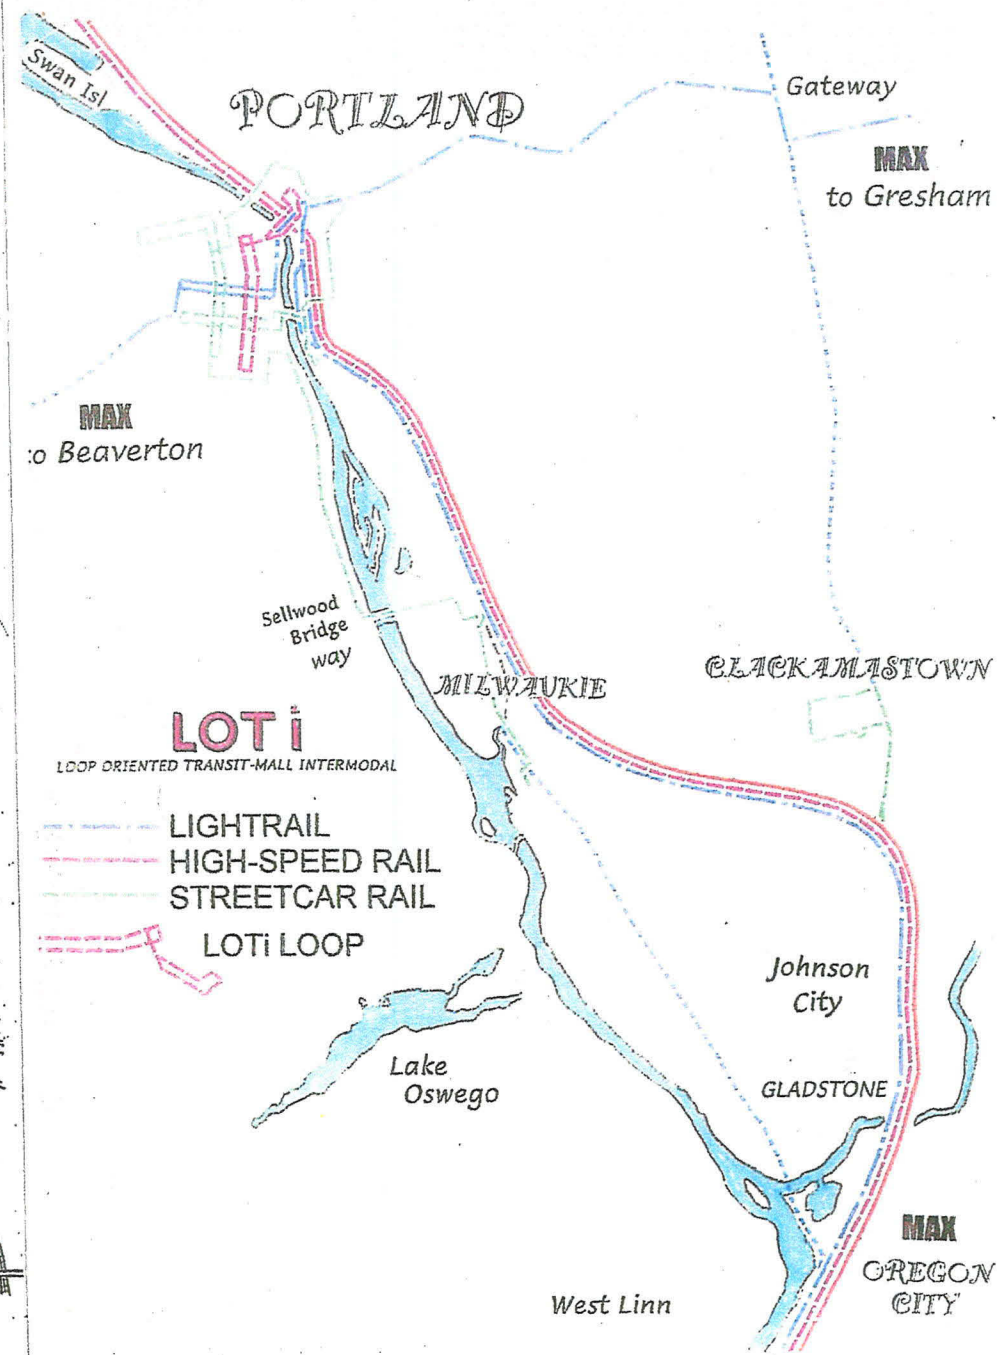 Swan Isl
PORTLAND
Gateway
MAX
to Gresham
MAX
:o Beaverton
Sellwood
Bridge
way
MILWAUKIE
CLACKAMASTOWN
LOTi
LOOP ORIENTED TRANSIT-MALL INTERMODAL
LIGHTRAIL
HIGH-SPEED RAIL
STREETCAR RAIL
LOTi LOOP
Johnson
City
Lake
Oswego
GLADSTONE
MAX
OREGON
CITY
West Linn